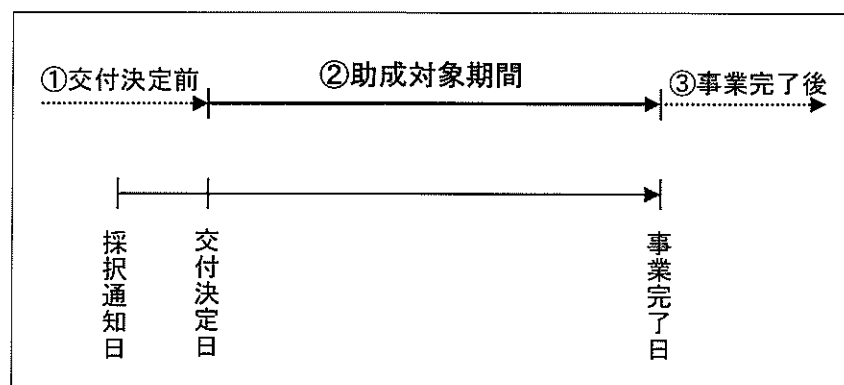 ①交付決定前
②助成対象期間
③事業完了後
採択通知日
交付決定日
事業完了日